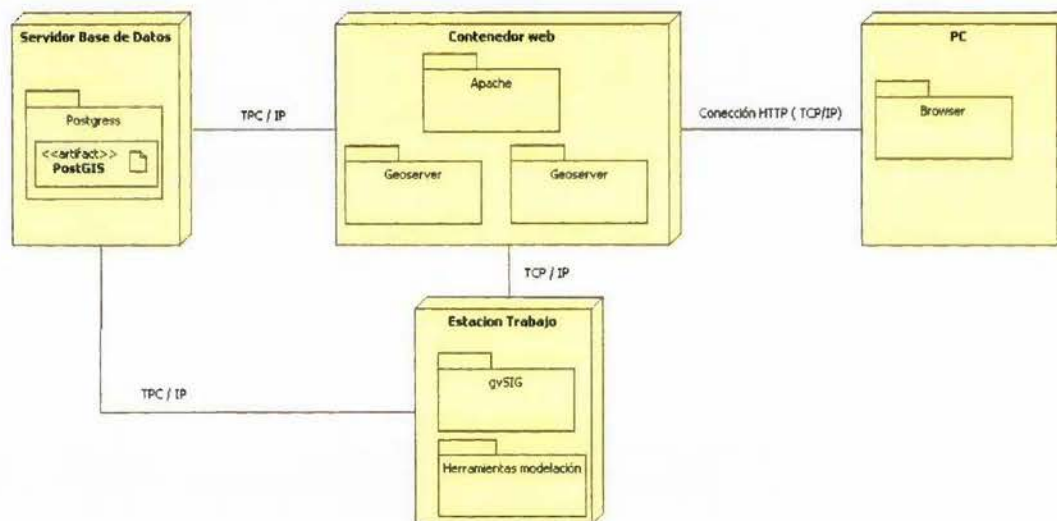 Servidor Base de Datos
Postgress
<<artifact>>
PostGIS
TPC / IP
Contenedor web
Apache
Geoserver
Geoserver
Conección HTTP ( TCP/IP)
PC
Browser
TCP / IP
Estacion Trabajo
gvSIG
Herramientas modelación
TPC / IP